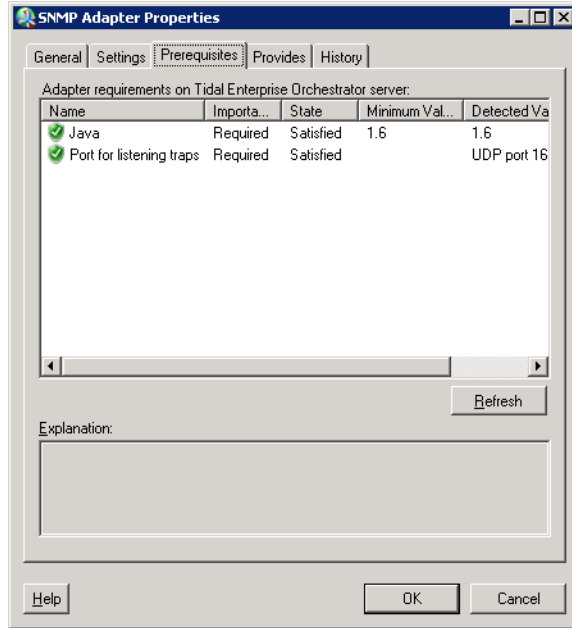 SNMP Adapter Properties
General Settings Prerequisites Provides History
Adapter requirements on Tidal Enterprise Orchestrator server:
Name Importa... State Minimum Val... Detected Va
Java Required Satisfied 1.6 1.6
Port for listening traps Required Satisfied UDP port 16
Refresh
Explanation:
Help OK Cancel